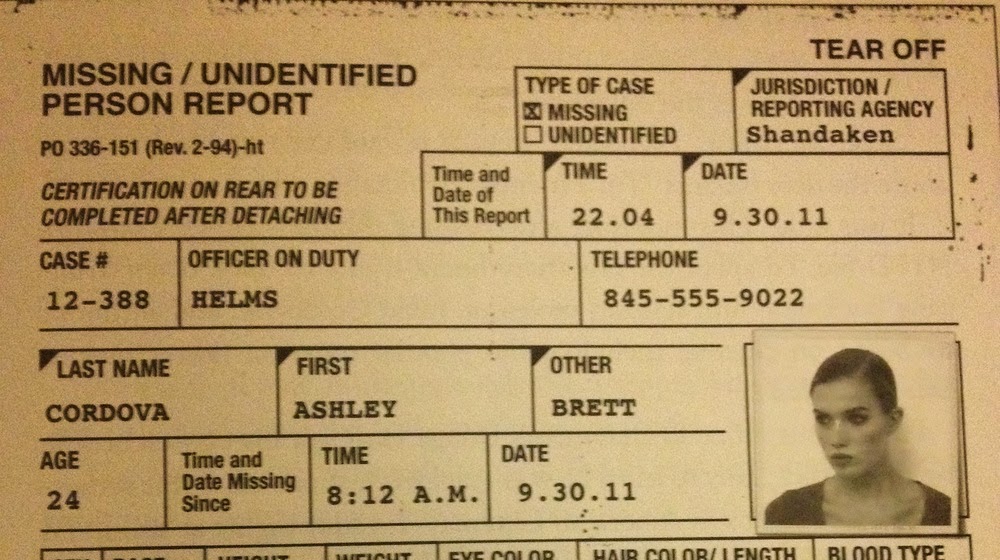 TEAR OFF
MISSING / UNIDENTIFIED
PERSON REPORT
PO 336-151 (Rev. 2-94)-ht
CERTIFICATION ON REAR TO BE
COMPLETED AFTER DETACHING
TYPE OF CASE
☒ MISSING
☐ UNIDENTIFIED
JURISDICTION /
REPORTING AGENCY
Shandaken
Time and
Date of
This Report
TIME
22.04
DATE
9.30.11
CASE #
12-388
OFFICER ON DUTY
HELMS
TELEPHONE
845-555-9022
LAST NAME
CORDOVA
FIRST
ASHLEY
OTHER
BRETT
AGE
24
Time and
Date Missing
Since
TIME
8:12 A.M.
DATE
9.30.11
HEIGHT WEIGHT EYE COLOR HAIR COLOR/ LENGTH BLOOD TYPE